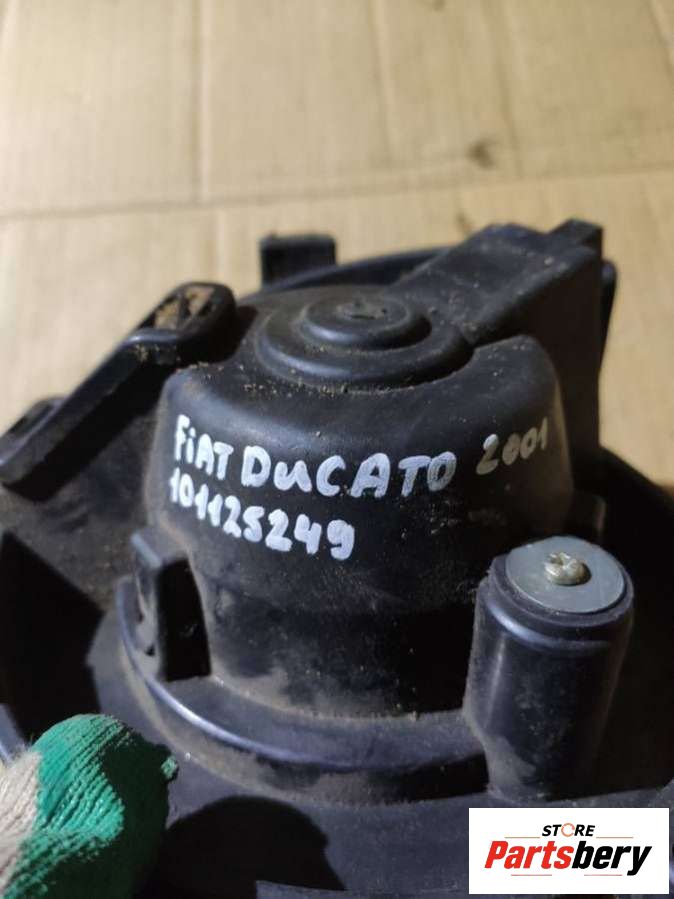 FiAT DUCATO 2001
101125249
STORE
Partsbery